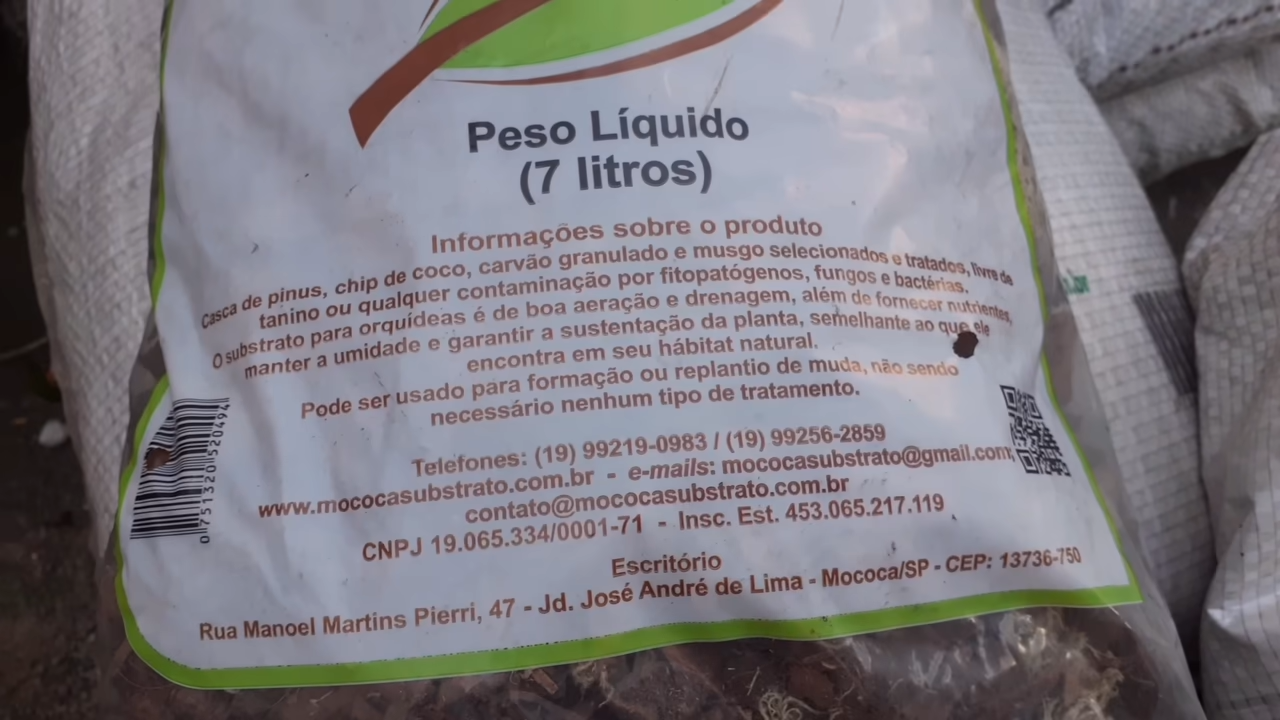 Peso Líquido
(7 litros)
Informações sobre o produto
Casca de pinus, chip de coco, carvão granulado e musgo selecionados e tratados, livre de
tanino ou qualquer contaminação por fitopatógenos, fungos e bactérias.
O substrato para orquídeas é de boa aeração e drenagem, além de fornecer nutrientes,
manter a umidade e garantir a sustentação da planta, semelhante ao que ele
encontra em seu hábitat natural.
Pode ser usado para formação ou replantio de muda, não sendo
necessário nenhum tipo de tratamento.
Telefones: (19) 99219-0983 / (19) 99256-2859
www.mococasubstrato.com.br - e-mails: mococasubstrato@gmail.com,
contato@mococasubstrato.com.br
CNPJ 19.065.334/0001-71 - Insc. Est. 453.065.217.119
Escritório
Rua Manoel Martins Pierri, 47 - Jd. José André de Lima - Mococa/SP - CEP: 13736-750
0 751320 520494